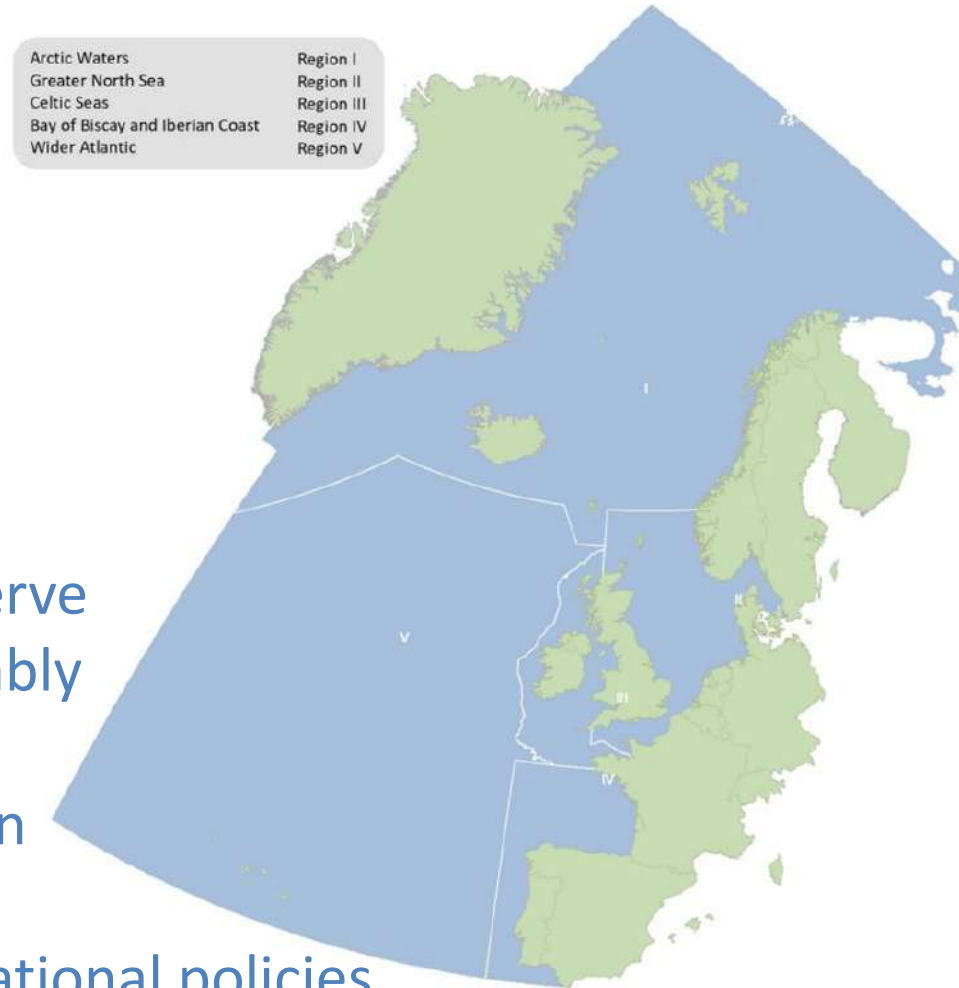 Arctic Waters Region I
Greater North Sea Region II
Celtic Seas Region III
Bay of Biscay and Iberian Coast Region IV
Wider Atlantic Region V
I
II
V
III
IV
erve
ably
n
ational policies